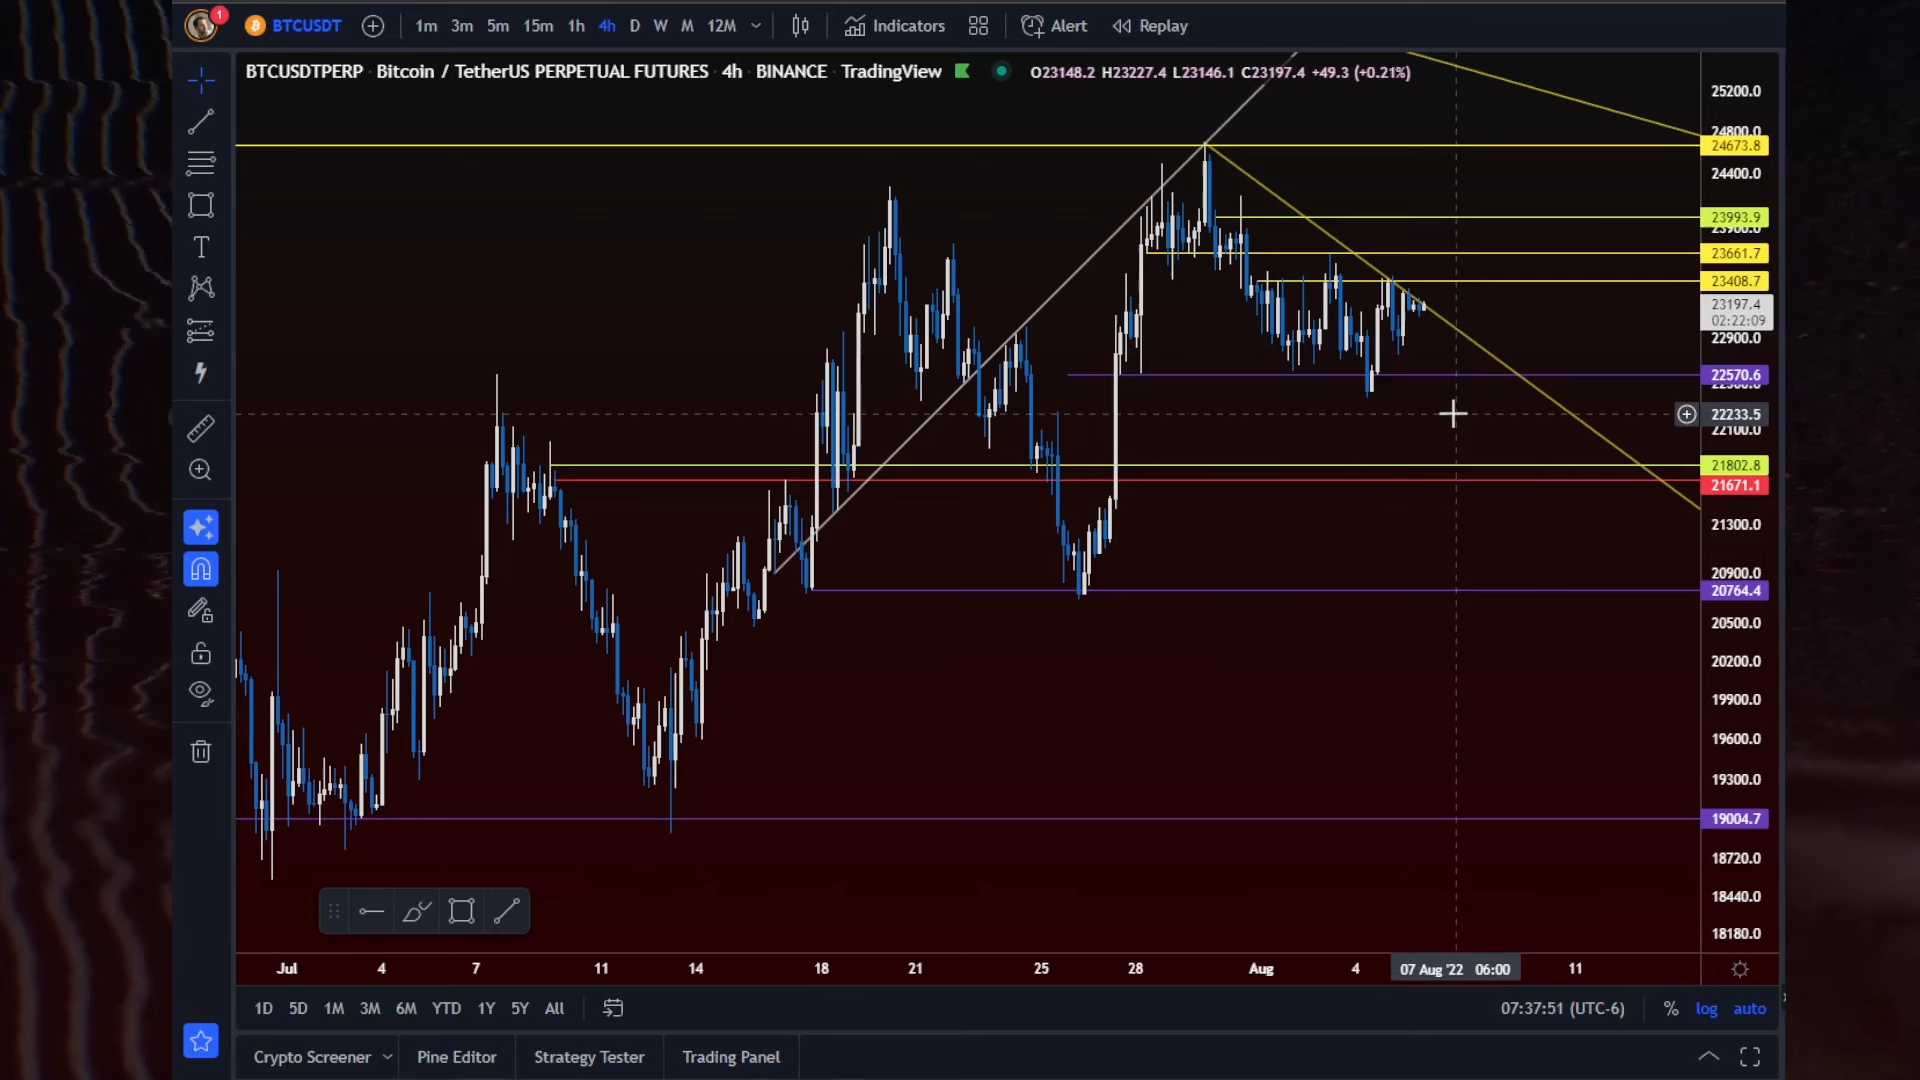 1
BTCUSDT
1m 3m 5m 15m 1h 4h D W M 12M
Indicators
Alert
Replay
BTCUSDTPERP · Bitcoin / TetherUS PERPETUAL FUTURES · 4h · BINANCE · TradingView
O23148.2 H23227.4 L23146.1 C23197.4 +49.3 (+0.21%)
25200.0
24800.0
24673.8
24400.0
23993.9
23900.0
23661.7
23408.7
23197.4
02:22:09
22900.0
22570.6
22233.5
22100.0
21802.8
21671.1
21300.0
20900.0
20764.4
20500.0
20200.0
19900.0
19600.0
19300.0
19004.7
18720.0
18440.0
18180.0
T
Jul 4 7 11 14 18 21 25 28 Aug 4 07 Aug '22 06:00 11
1D 5D 1M 3M 6M YTD 1Y 5Y All
07:37:51 (UTC-6) % log auto
Crypto Screener Pine Editor Strategy Tester Trading Panel